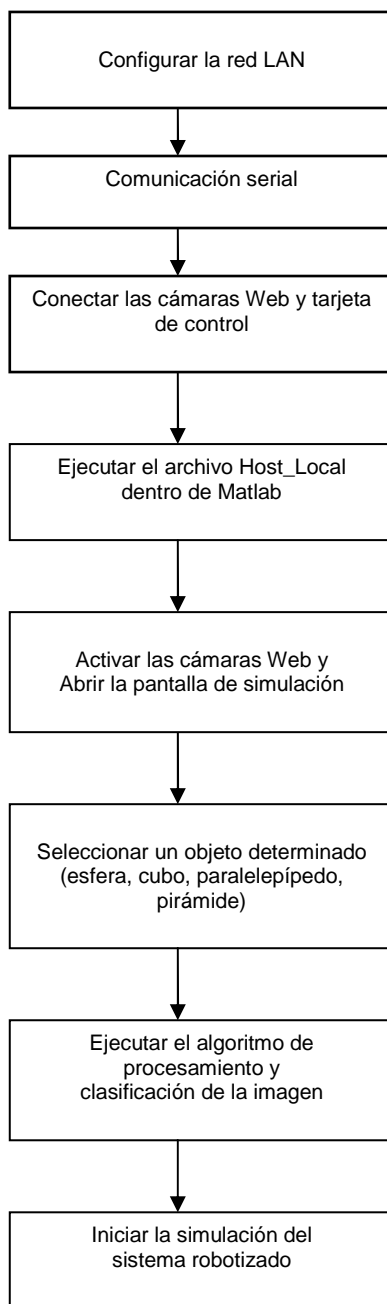 Configurar la red LAN
Comunicación serial
Conectar las cámaras Web y tarjeta
de control
Ejecutar el archivo Host_Local
dentro de Matlab
Activar las cámaras Web y
Abrir la pantalla de simulación
Seleccionar un objeto determinado
(esfera, cubo, paralelepípedo,
pirámide)
Ejecutar el algoritmo de
procesamiento y
clasificación de la imagen
Iniciar la simulación del
sistema robotizado